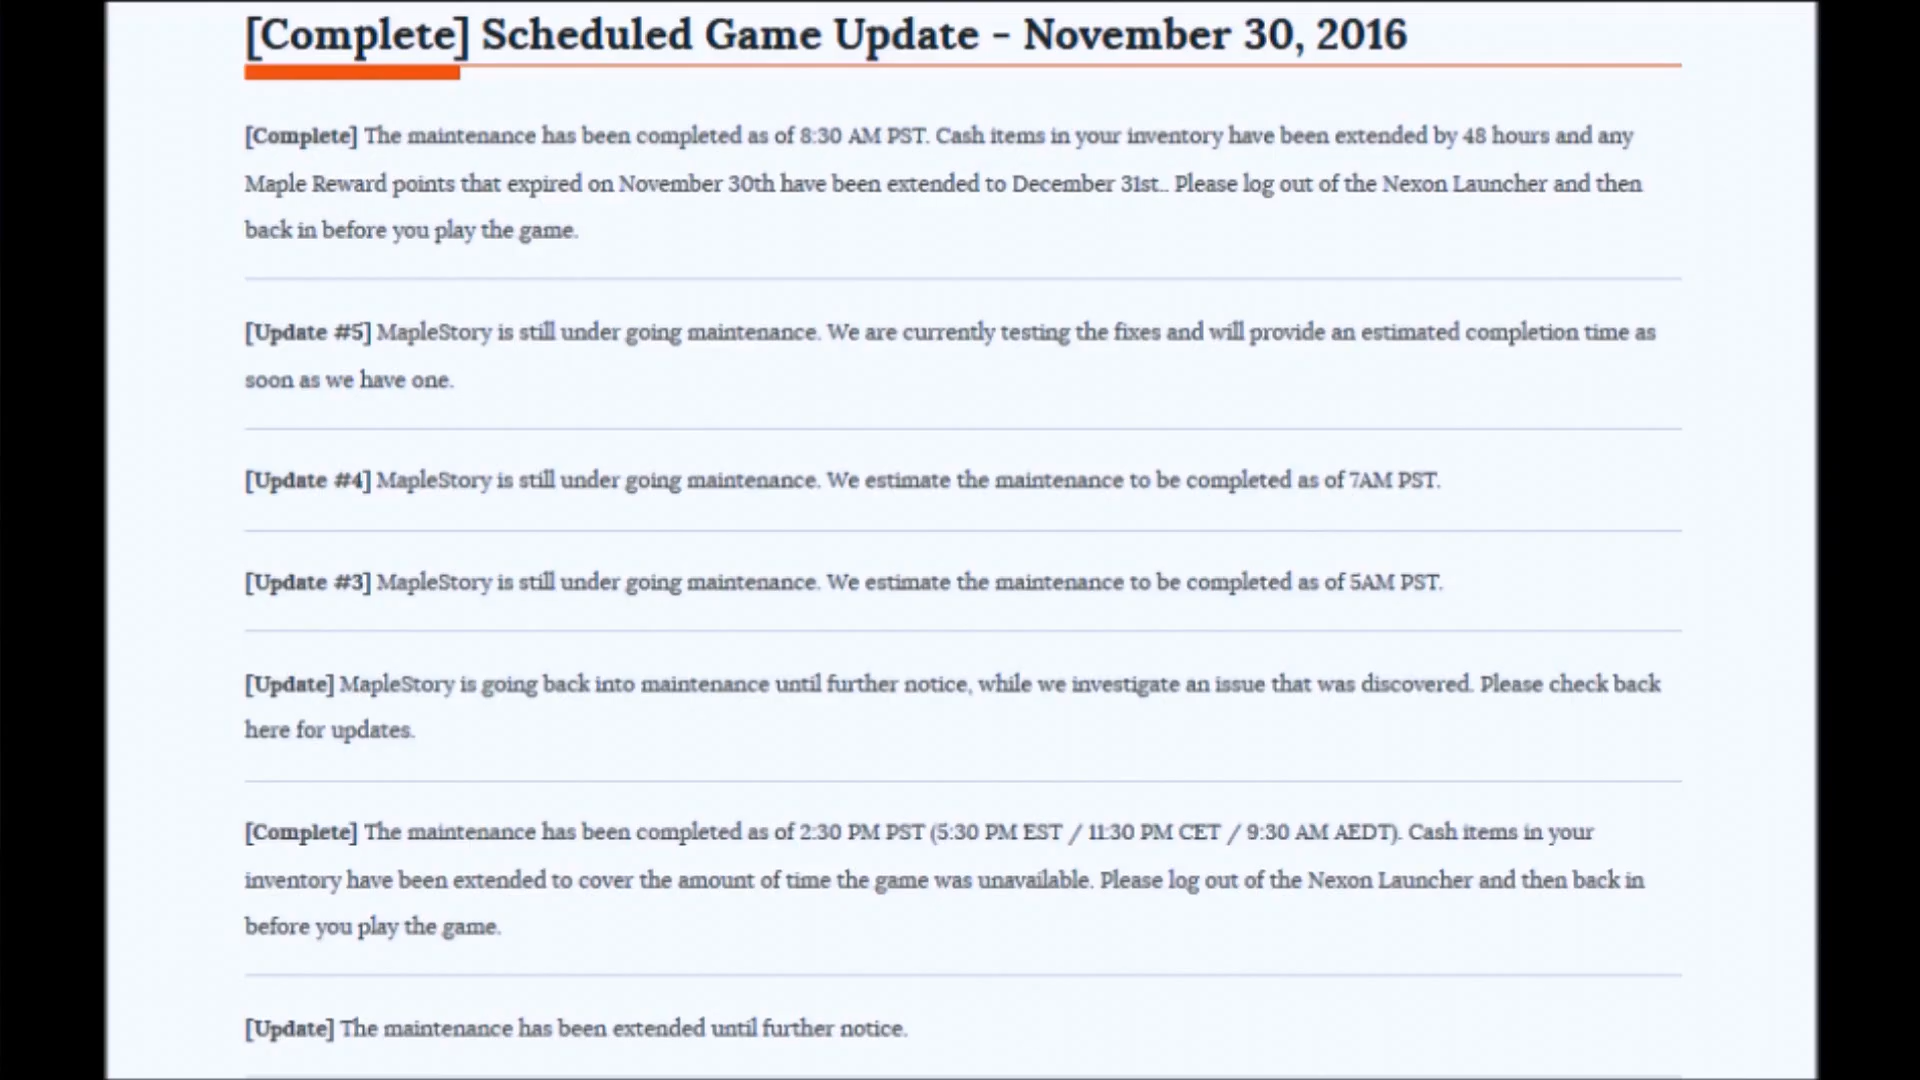 [Complete] Scheduled Game Update - November 30, 2016
[Complete] The maintenance has been completed as of 8:30 AM PST. Cash items in your inventory have been extended by 48 hours and any
Maple Reward points that expired on November 30th have been extended to December 31st.. Please log out of the Nexon Launcher and then
back in before you play the game.
[Update #5] MapleStory is still under going maintenance. We are currently testing the fixes and will provide an estimated completion time as
soon as we have one.
[Update #4] MapleStory is still under going maintenance. We estimate the maintenance to be completed as of 7AM PST.
[Update #3] MapleStory is still under going maintenance. We estimate the maintenance to be completed as of 5AM PST.
[Update] MapleStory is going back into maintenance until further notice, while we investigate an issue that was discovered. Please check back
here for updates.
[Complete] The maintenance has been completed as of 2:30 PM PST (5:30 PM EST / 11:30 PM CET / 9:30 AM AEDT). Cash items in your
inventory have been extended to cover the amount of time the game was unavailable. Please log out of the Nexon Launcher and then back in
before you play the game.
[Update] The maintenance has been extended until further notice.